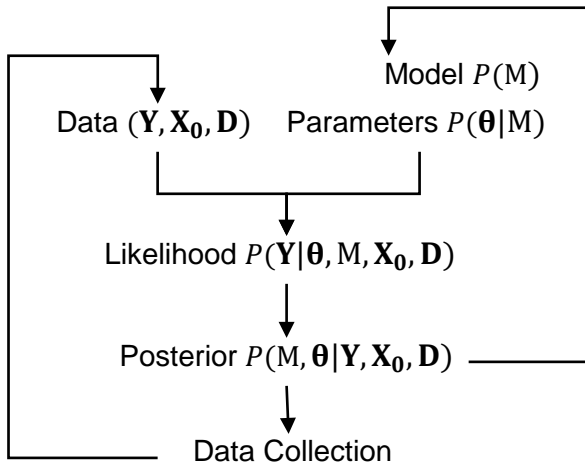 Model P(M)
Data (𝐘, 𝐗₀, 𝐃) Parameters P(𝛉|M)
Likelihood P(𝐘|𝛉, M, 𝐗₀, 𝐃)
Posterior P(M, 𝛉|𝐘, 𝐗₀, 𝐃)
Data Collection